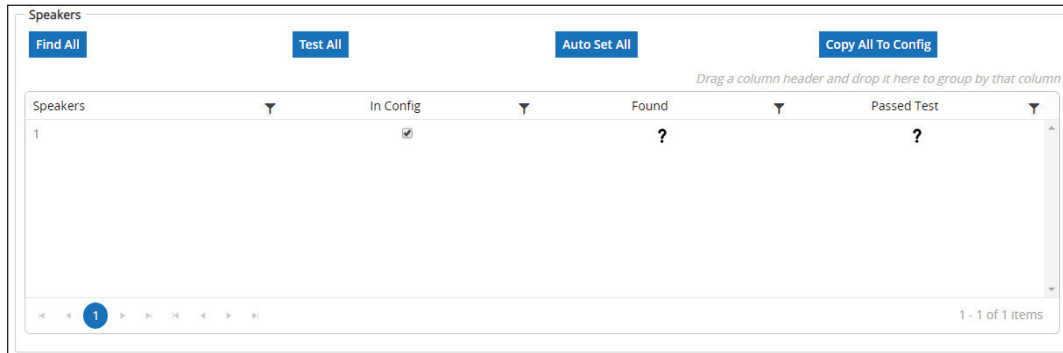 Speakers
Find All Test All Auto Set All Copy All To Config
Drag a column header and drop it here to group by that column
Speakers In Config Found Passed Test
1 ? ?
1 1 - 1 of 1 items